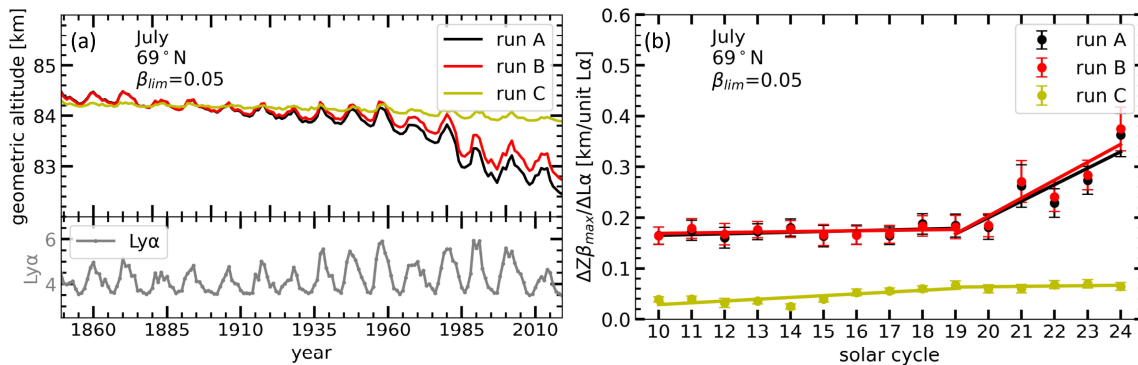 (a)
July
69°N
β_lim=0.05
run A
run B
run C
geometric altitude [km]
85
84
83
Lyα
Lyα
6
4
1860 1885 1910 1935 1960 1985 2010
year
(b)
July
69°N
β_lim=0.05
run A
run B
run C
ΔZβ_max/ΔLα [km/unit Lα]
0.6
0.5
0.4
0.3
0.2
0.1
0.0
10 11 12 13 14 15 16 17 18 19 20 21 22 23 24
solar cycle